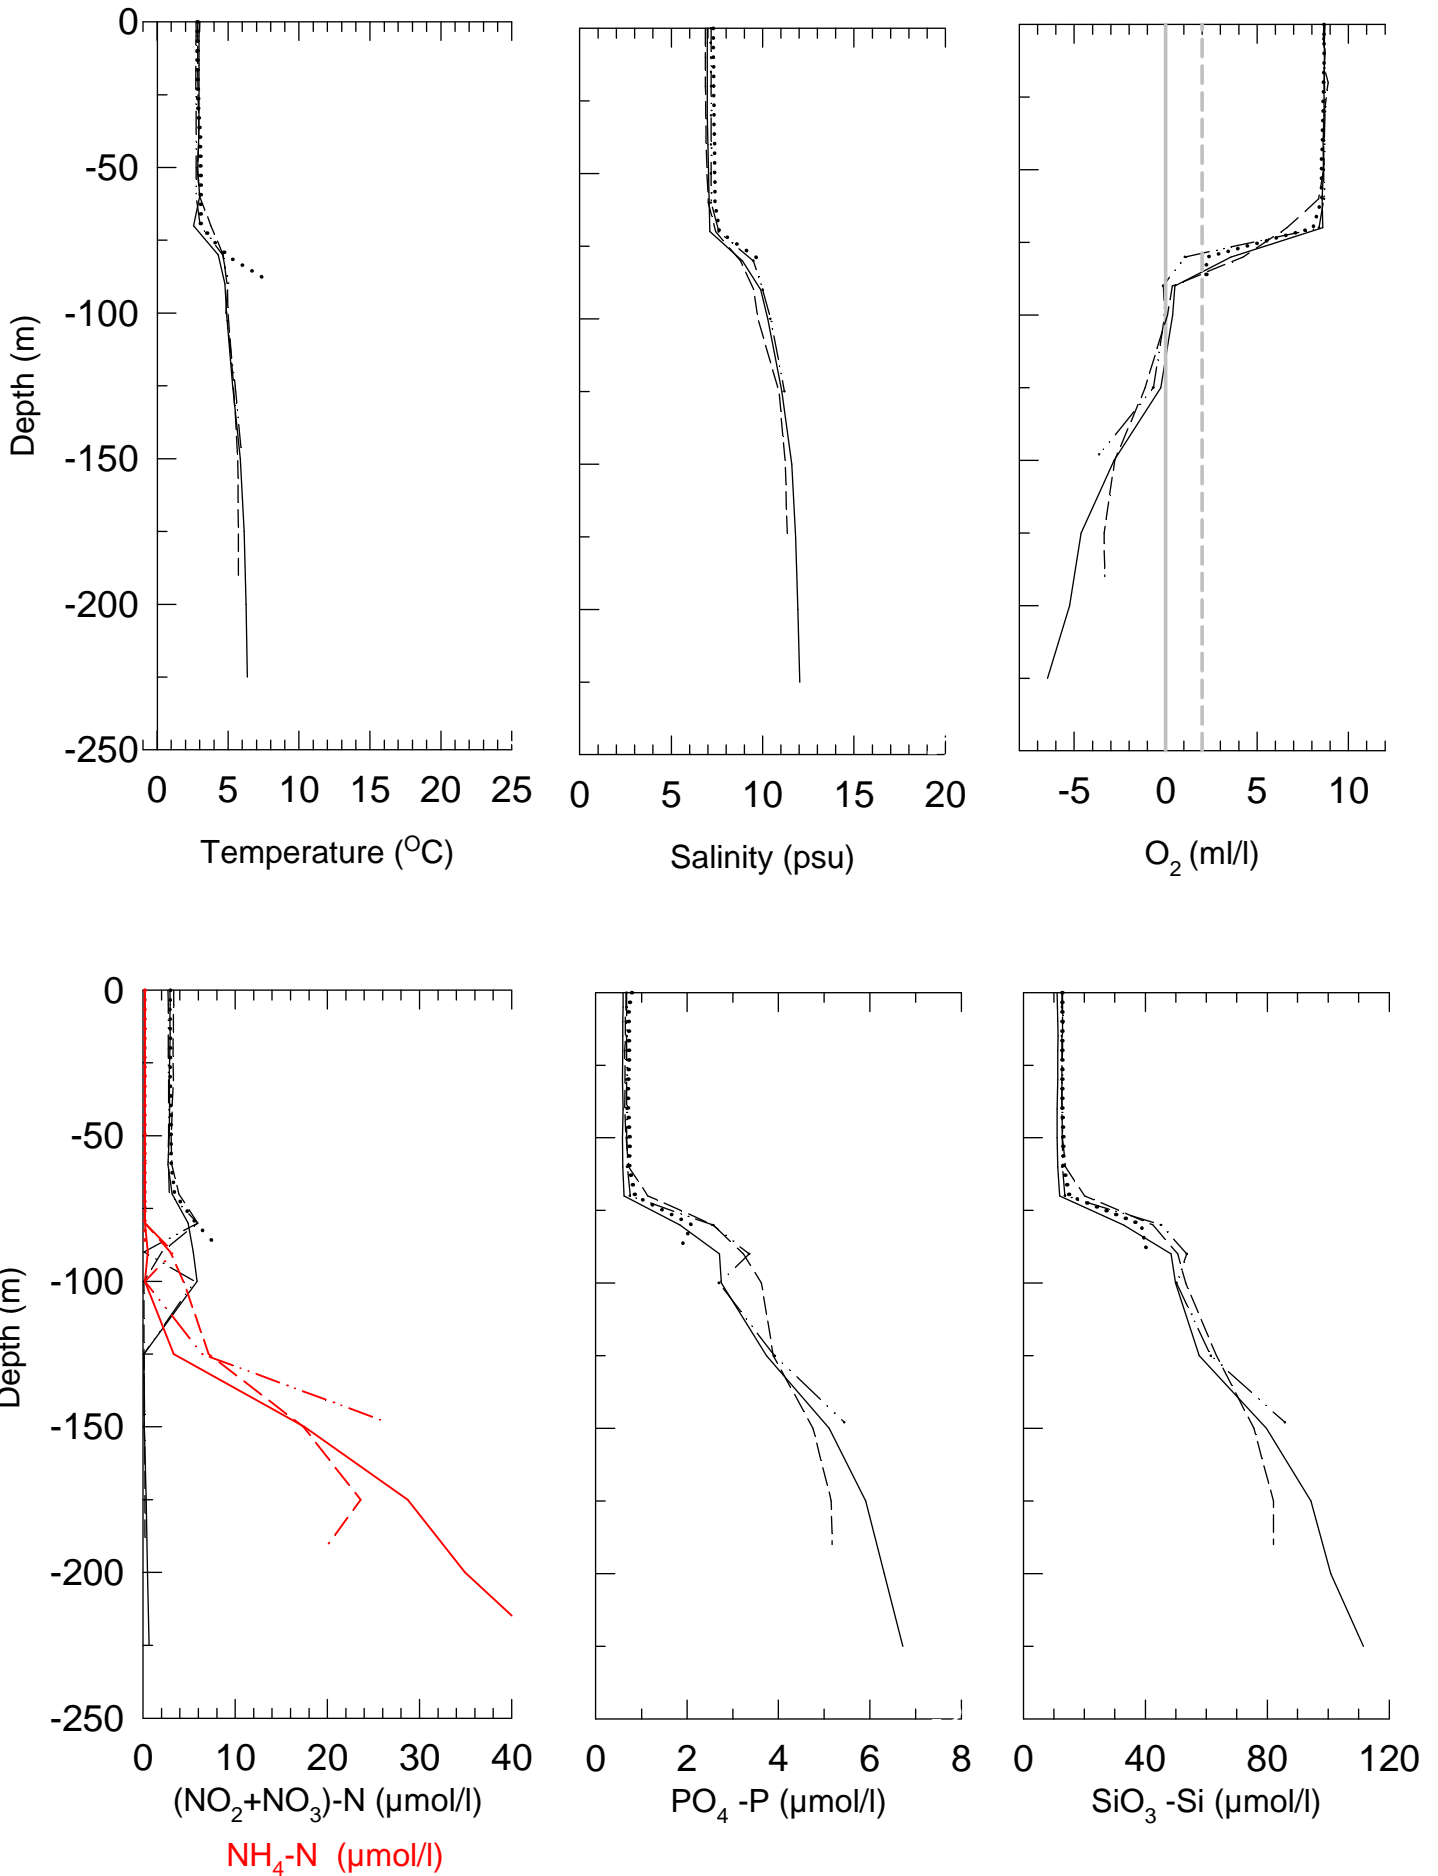 0
-50
-100
-150
-200
-250
Depth (m)
0 5 10 15 20 25
Temperature (°C)
0 5 10 15 20
Salinity (psu)
-5 0 5 10
O₂ (ml/l)
0
-50
-100
-150
-200
-250
Depth (m)
0 10 20 30 40
(NO₂+NO₃)-N (µmol/l)
NH₄-N (µmol/l)
0 2 4 6 8
PO₄ -P (µmol/l)
0 40 80 120
SiO₃ -Si (µmol/l)